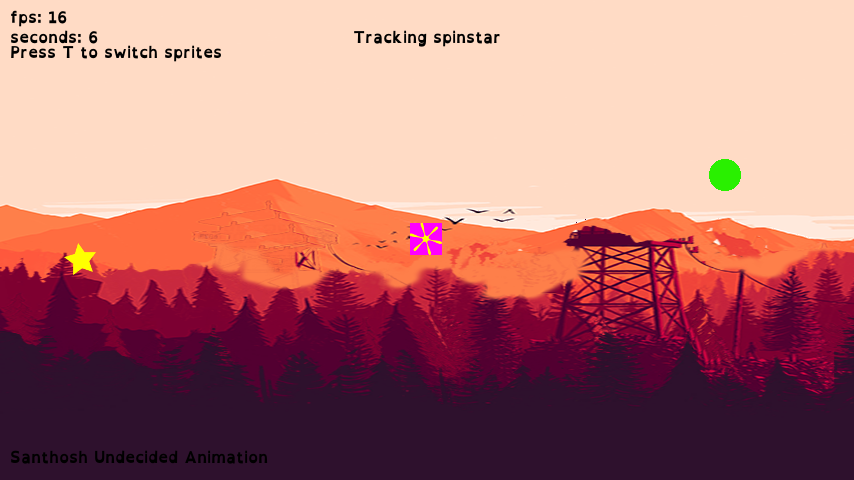 fps: 16
seconds: 6
Press T to switch sprites
Tracking spinstar
Santhosh Undecided Animation